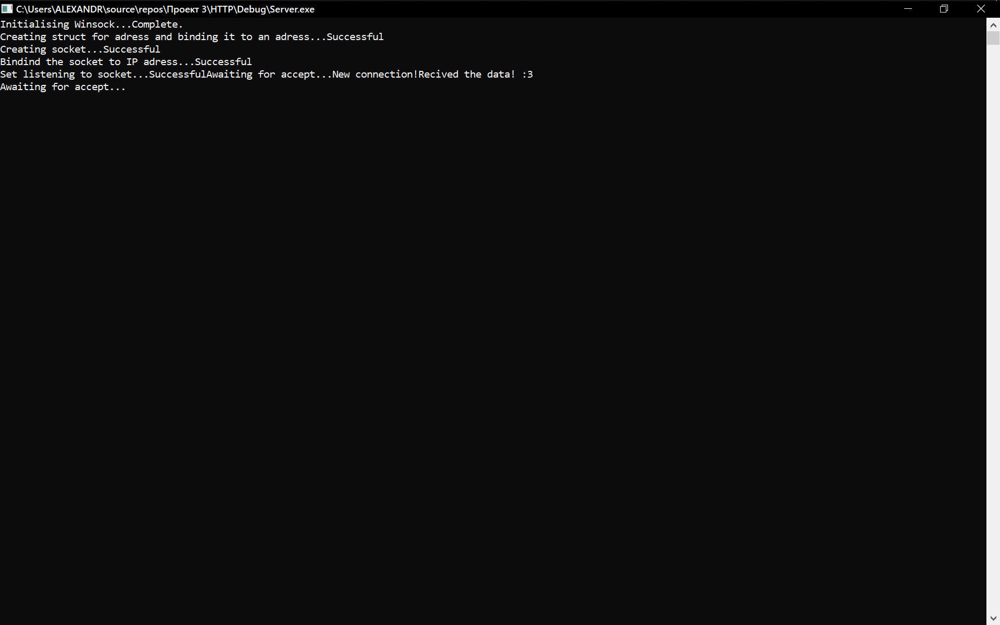 C:\Users\ALEXANDR\source\repos\Проект 3\HTTP\Debug\Server.exe
Initialising Winsock...Complete.
Creating struct for adress and binding it to an adress...Successful
Creating socket...Successful
Bindind the socket to IP adress...Successful
Set listening to socket...SuccessfulAwaiting for accept...New connection!Recived the data! :3
Awaiting for accept...